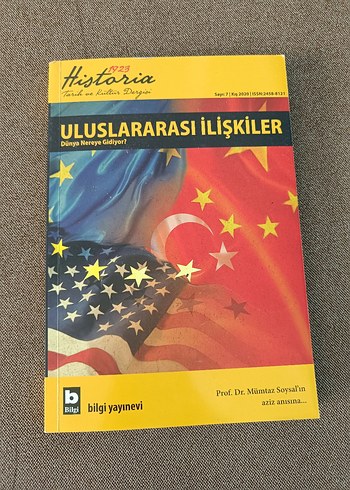 1923
Historia
Tarih ve Kültür Dergisi
Sayı: 7 | Kış 2020 | ISSN:2458-8121
ULUSLARARASI İLİŞKİLER
Dünya Nereye Gidiyor?
b
Bilgi
bilgi yayınevi
Prof. Dr. Mümtaz Soysal'ın
aziz anısına...